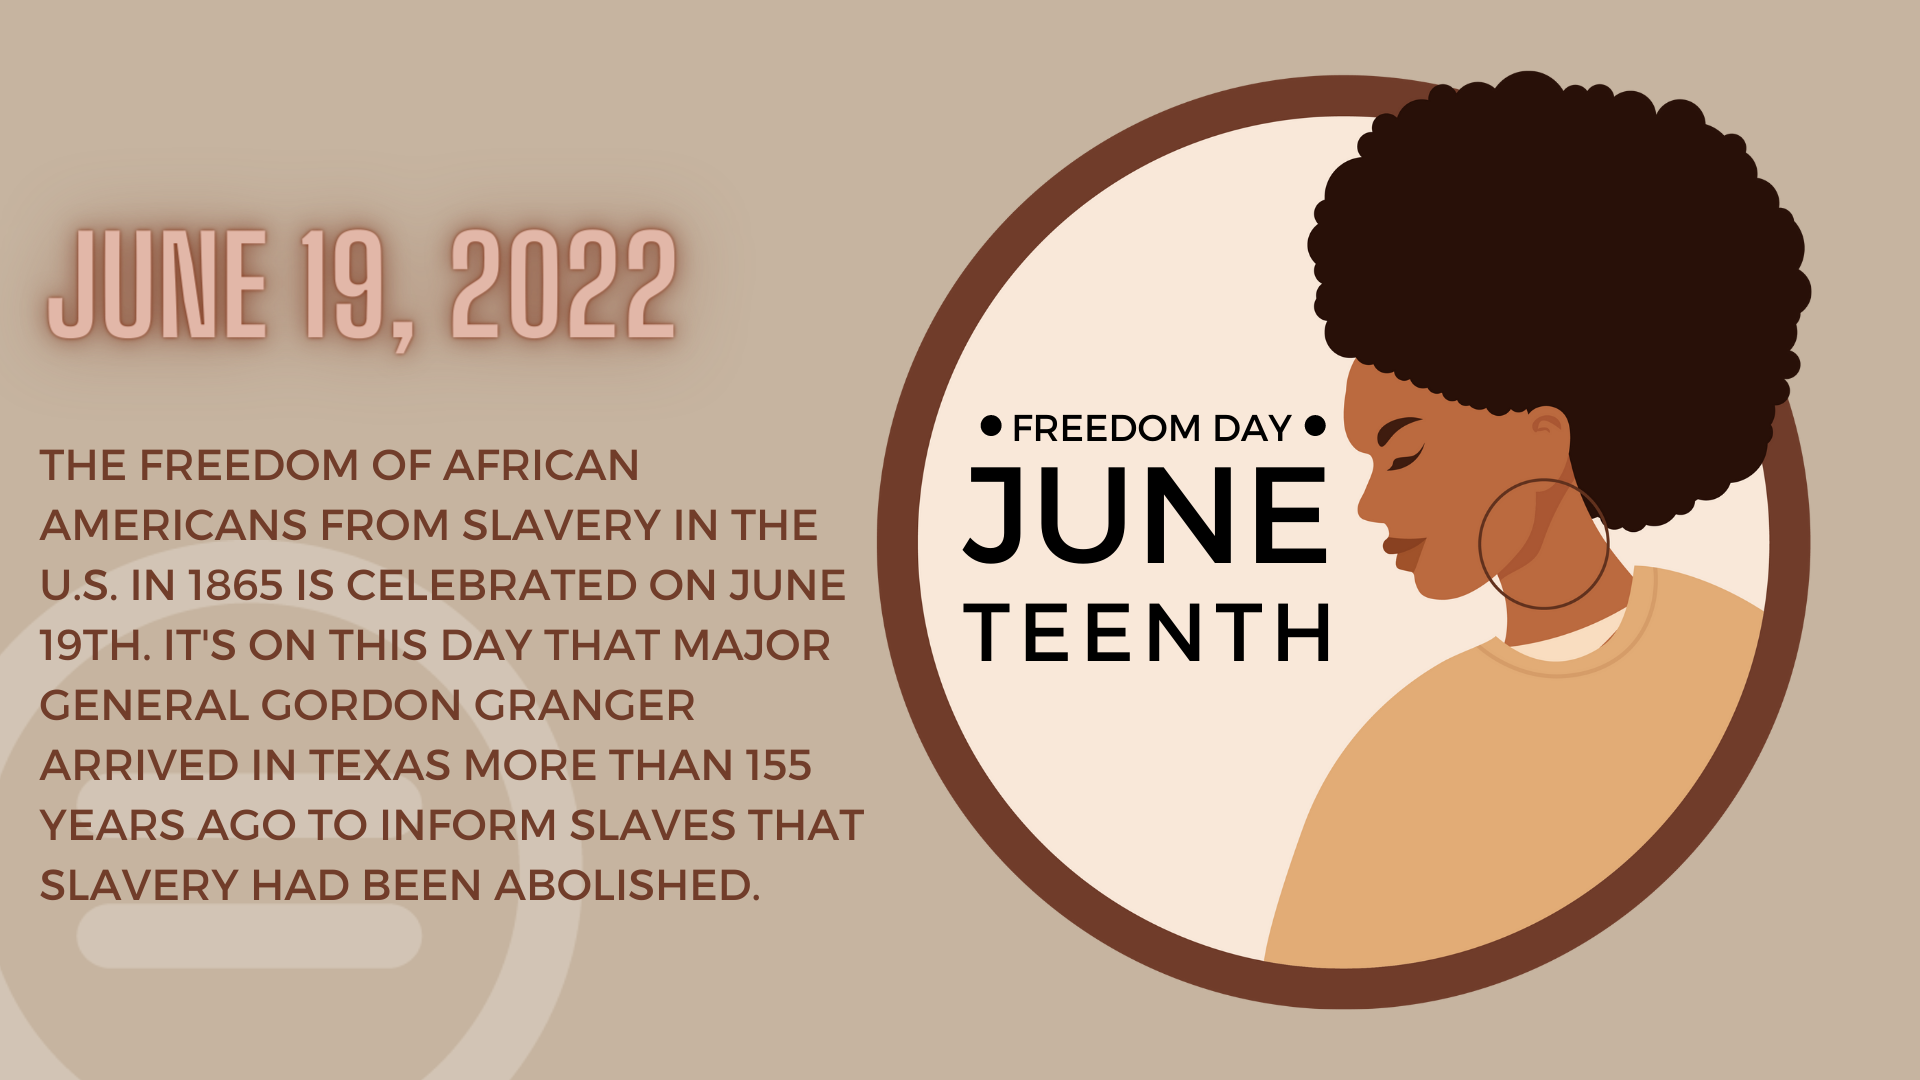 JUNE 19, 2022
THE FREEDOM OF AFRICAN
AMERICANS FROM SLAVERY IN THE
U.S. IN 1865 IS CELEBRATED ON JUNE
19TH. IT'S ON THIS DAY THAT MAJOR
GENERAL GORDON GRANGER
ARRIVED IN TEXAS MORE THAN 155
YEARS AGO TO INFORM SLAVES THAT
SLAVERY HAD BEEN ABOLISHED.
• FREEDOM DAY •
JUNE
TEENTH